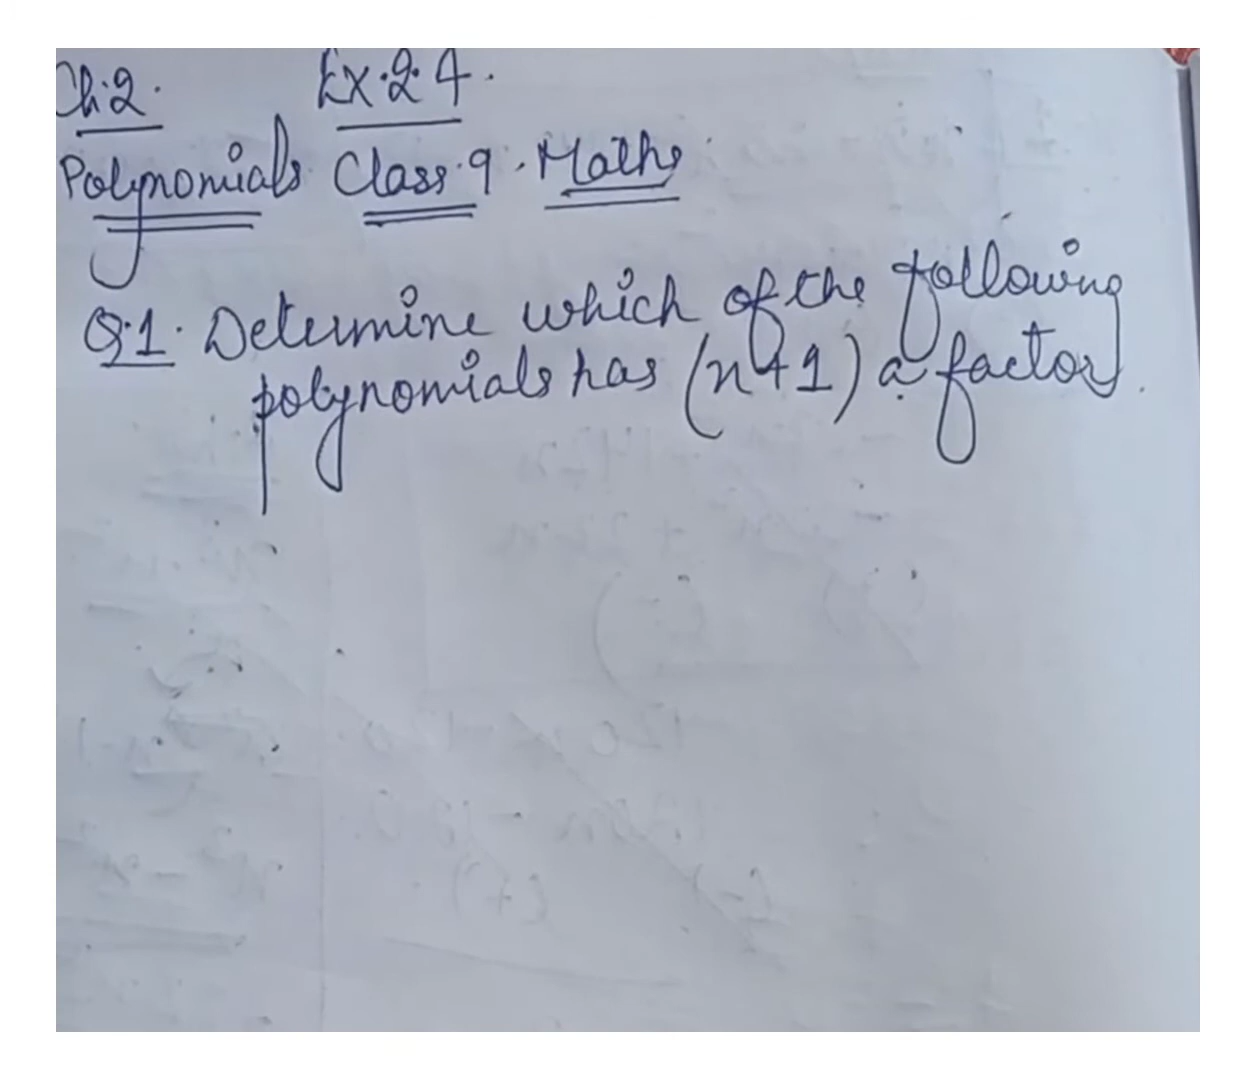 Ch.2. Ex.2.4.
Polynomials Class.9. Maths
Q.1. Determine which of the following
polynomials has (x+1) a factor.